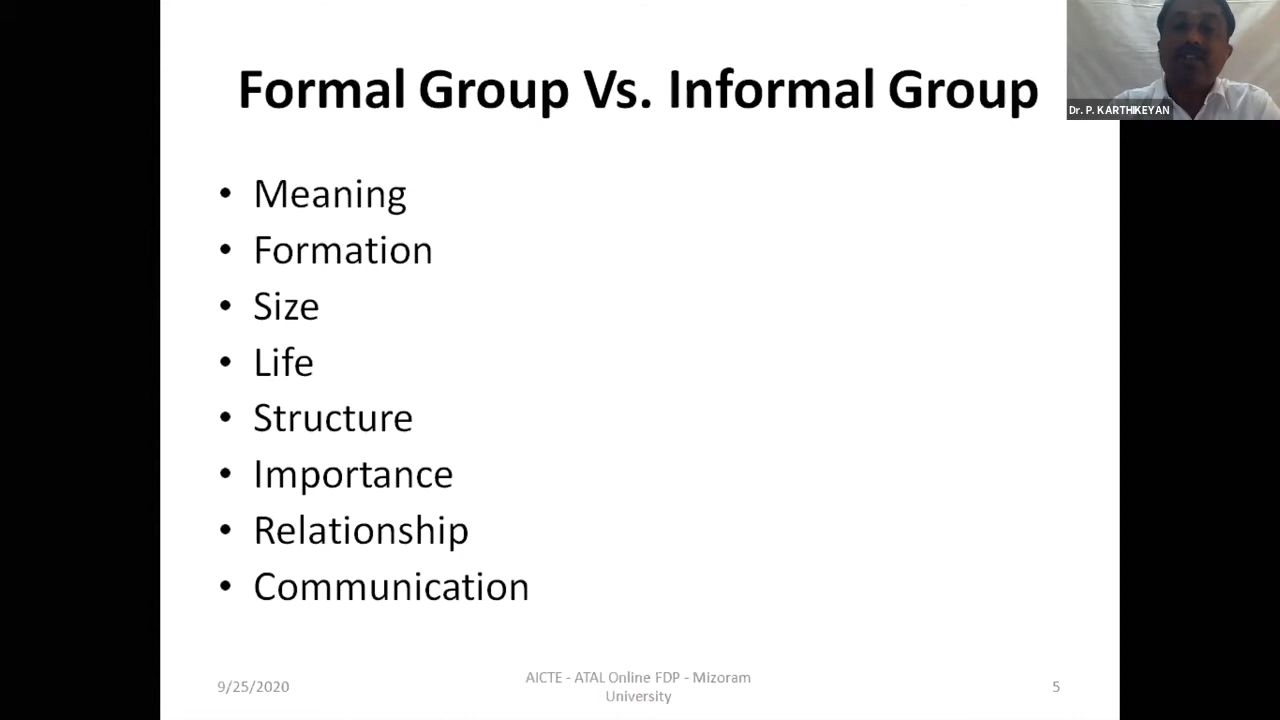 Formal Group Vs. Informal Group
Dr. P. KARTHIKEYAN
• Meaning
• Formation
• Size
• Life
• Structure
• Importance
• Relationship
• Communication
9/25/2020
AICTE - ATAL Online FDP - Mizoram
University
5